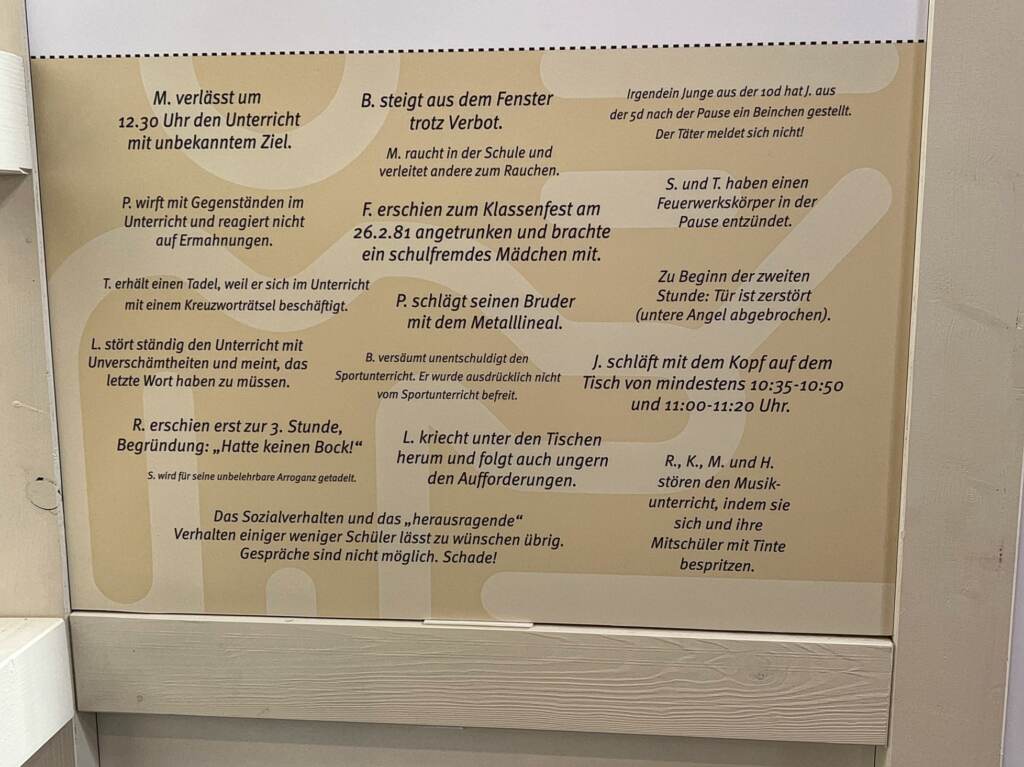 M. verlässt um
12.30 Uhr den Unterricht
mit unbekanntem Ziel.
B. steigt aus dem Fenster
trotz Verbot.
Irgendein Junge aus der 10d hat J. aus
der 5d nach der Pause ein Beinchen gestellt.
Der Täter meldet sich nicht!
M. raucht in der Schule und
verleitet andere zum Rauchen.
P. wirft mit Gegenständen im
Unterricht und reagiert nicht
auf Ermahnungen.
F. erschien zum Klassenfest am
26.2.81 angetrunken und brachte
ein schulfremdes Mädchen mit.
S. und T. haben einen
Feuerwerkskörper in der
Pause entzündet.
T. erhält einen Tadel, weil er sich im Unterricht
mit einem Kreuzworträtsel beschäftigt.
P. schlägt seinen Bruder
mit dem Metalllineal.
Zu Beginn der zweiten
Stunde: Tür ist zerstört
(untere Angel abgebrochen).
L. stört ständig den Unterricht mit
Unverschämtheiten und meint, das
letzte Wort haben zu müssen.
B. versäumt unentschuldigt den
Sportunterricht. Er wurde ausdrücklich nicht
vom Sportunterricht befreit.
J. schläft mit dem Kopf auf dem
Tisch von mindestens 10:35-10:50
und 11:00-11:20 Uhr.
R. erschien erst zur 3. Stunde,
Begründung: „Hatte keinen Bock!“
L. kriecht unter den Tischen
herum und folgt auch ungern
den Aufforderungen.
R., K., M. und H.
stören den Musik-
unterricht, indem sie
sich und ihre
Mitschüler mit Tinte
bespritzen.
S. wird für seine unbelehrbare Arroganz getadelt.
Das Sozialverhalten und das „herausragende“
Verhalten einiger weniger Schüler lässt zu wünschen übrig.
Gespräche sind nicht möglich. Schade!